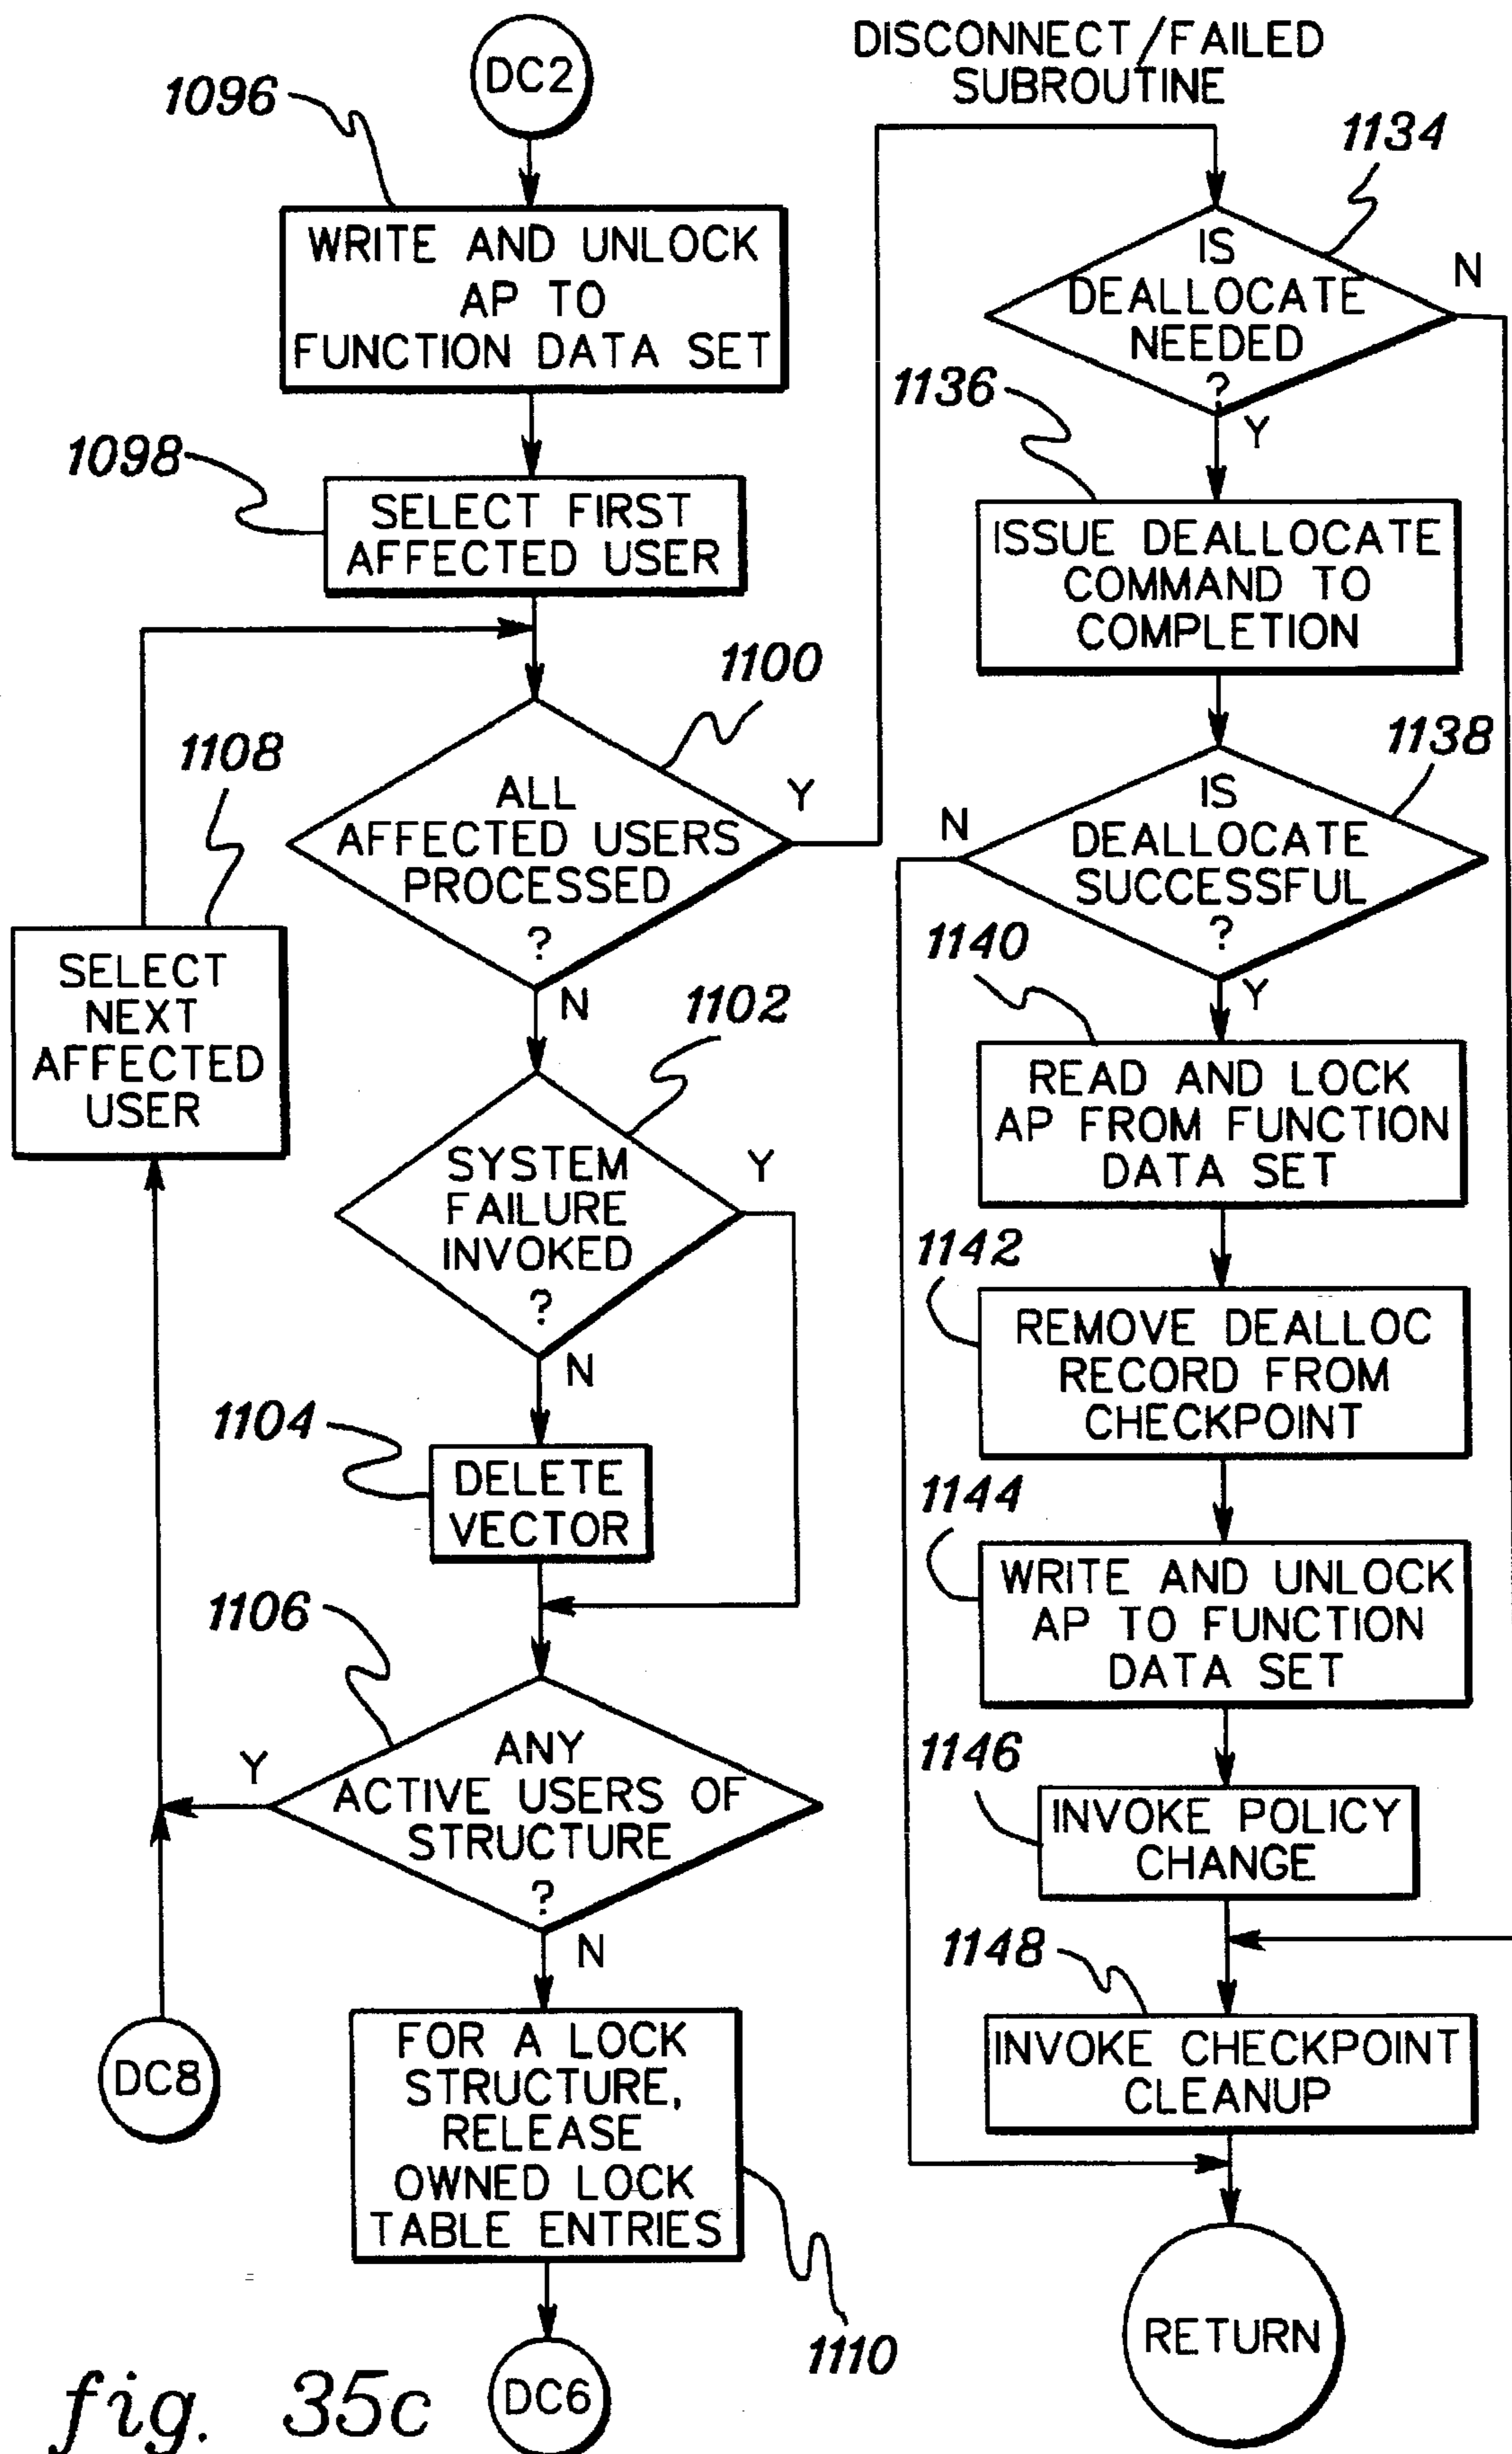 DISCONNECT/FAILED
SUBROUTINE
DC2
1096
WRITE AND UNLOCK
AP TO
FUNCTION DATA SET
1098
SELECT FIRST
AFFECTED USER
1100
ALL
AFFECTED USERS
PROCESSED
?
Y
N
1108
SELECT
NEXT
AFFECTED
USER
1102
SYSTEM
FAILURE
INVOKED
?
Y
N
1104
DELETE
VECTOR
1106
ANY
ACTIVE USERS OF
STRUCTURE
?
Y
N
DC8
FOR A LOCK
STRUCTURE,
RELEASE
OWNED LOCK
TABLE ENTRIES
1110
DC6
1134
IS
DEALLOCATE
NEEDED
?
N
Y
1136
ISSUE DEALLOCATE
COMMAND TO
COMPLETION
1138
IS
DEALLOCATE
SUCCESSFUL
?
N
Y
1140
READ AND LOCK
AP FROM FUNCTION
DATA SET
1142
REMOVE DEALLOC
RECORD FROM
CHECKPOINT
1144
WRITE AND UNLOCK
AP TO FUNCTION
DATA SET
1146
INVOKE POLICY
CHANGE
1148
INVOKE CHECKPOINT
CLEANUP
RETURN
fig. 35c